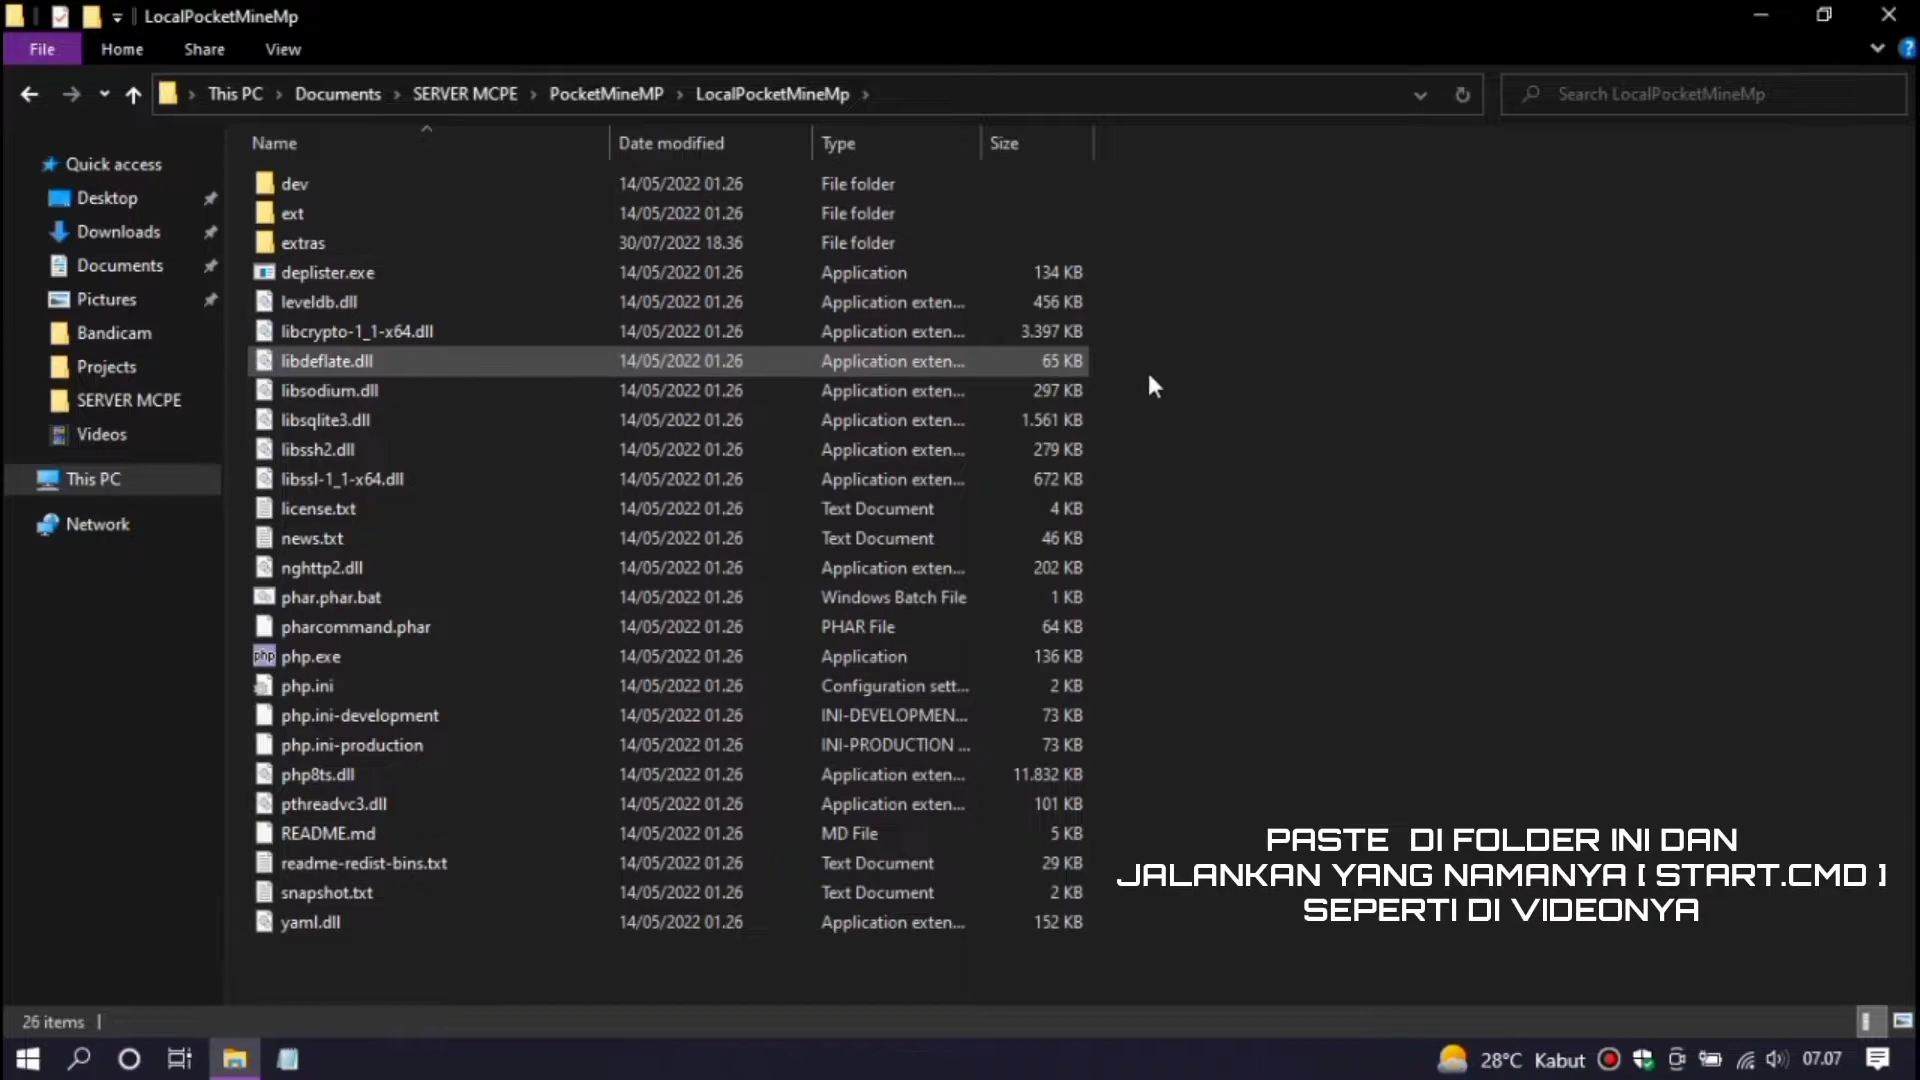 LocalPocketMineMp
File Home Share View
This PC Documents SERVER MCPE PocketMineMP LocalPocketMineMp
Search LocalPocketMineMp
Quick access
Desktop
Downloads
Documents
Pictures
Bandicam
Projects
SERVER MCPE
Videos
This PC
Network
Name Date modified Type Size
dev 14/05/2022 01.26 File folder
ext 14/05/2022 01.26 File folder
extras 30/07/2022 18.36 File folder
deplister.exe 14/05/2022 01.26 Application 134 KB
leveldb.dll 14/05/2022 01.26 Application exten... 456 KB
libcrypto-1_1-x64.dll 14/05/2022 01.26 Application exten... 3.397 KB
libdeflate.dll 14/05/2022 01.26 Application exten... 65 KB
libsodium.dll 14/05/2022 01.26 Application exten... 297 KB
libsqlite3.dll 14/05/2022 01.26 Application exten... 1.561 KB
libssh2.dll 14/05/2022 01.26 Application exten... 279 KB
libssl-1_1-x64.dll 14/05/2022 01.26 Application exten... 672 KB
license.txt 14/05/2022 01.26 Text Document 4 KB
news.txt 14/05/2022 01.26 Text Document 46 KB
nghttp2.dll 14/05/2022 01.26 Application exten... 202 KB
phar.phar.bat 14/05/2022 01.26 Windows Batch File 1 KB
pharcommand.phar 14/05/2022 01.26 PHAR File 64 KB
php php.exe 14/05/2022 01.26 Application 136 KB
php.ini 14/05/2022 01.26 Configuration sett... 2 KB
php.ini-development 14/05/2022 01.26 INI-DEVELOPMEN... 73 KB
php.ini-production 14/05/2022 01.26 INI-PRODUCTION ... 73 KB
php8ts.dll 14/05/2022 01.26 Application exten... 11.832 KB
pthreadvc3.dll 14/05/2022 01.26 Application exten... 101 KB
README.md 14/05/2022 01.26 MD File 5 KB
readme-redist-bins.txt 14/05/2022 01.26 Text Document 29 KB
snapshot.txt 14/05/2022 01.26 Text Document 2 KB
yaml.dll 14/05/2022 01.26 Application exten... 152 KB
PASTE DI FOLDER INI DAN
JALANKAN YANG NAMANYA [ START.CMD ]
SEPERTI DI VIDEONYA
26 items
28°C Kabut 07.07